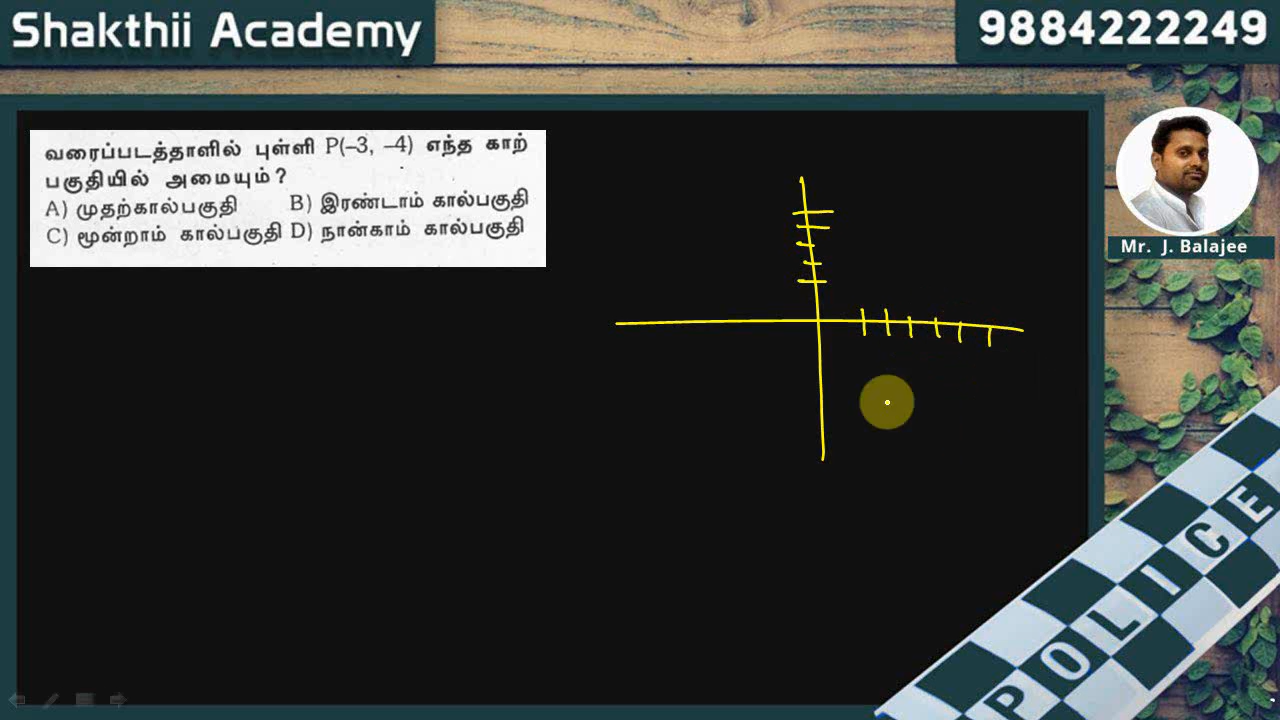 Shakthii Academy
9884222249
வரைப்படத்தாளில் புள்ளி P(–3, –4) எந்த காற்
பகுதியில் அமையும்?
A) முதற்கால்பகுதி B) இரண்டாம் கால்பகுதி
C) மூன்றாம் கால்பகுதி D) நான்காம் கால்பகுதி
Mr. J. Balajee
POLICE